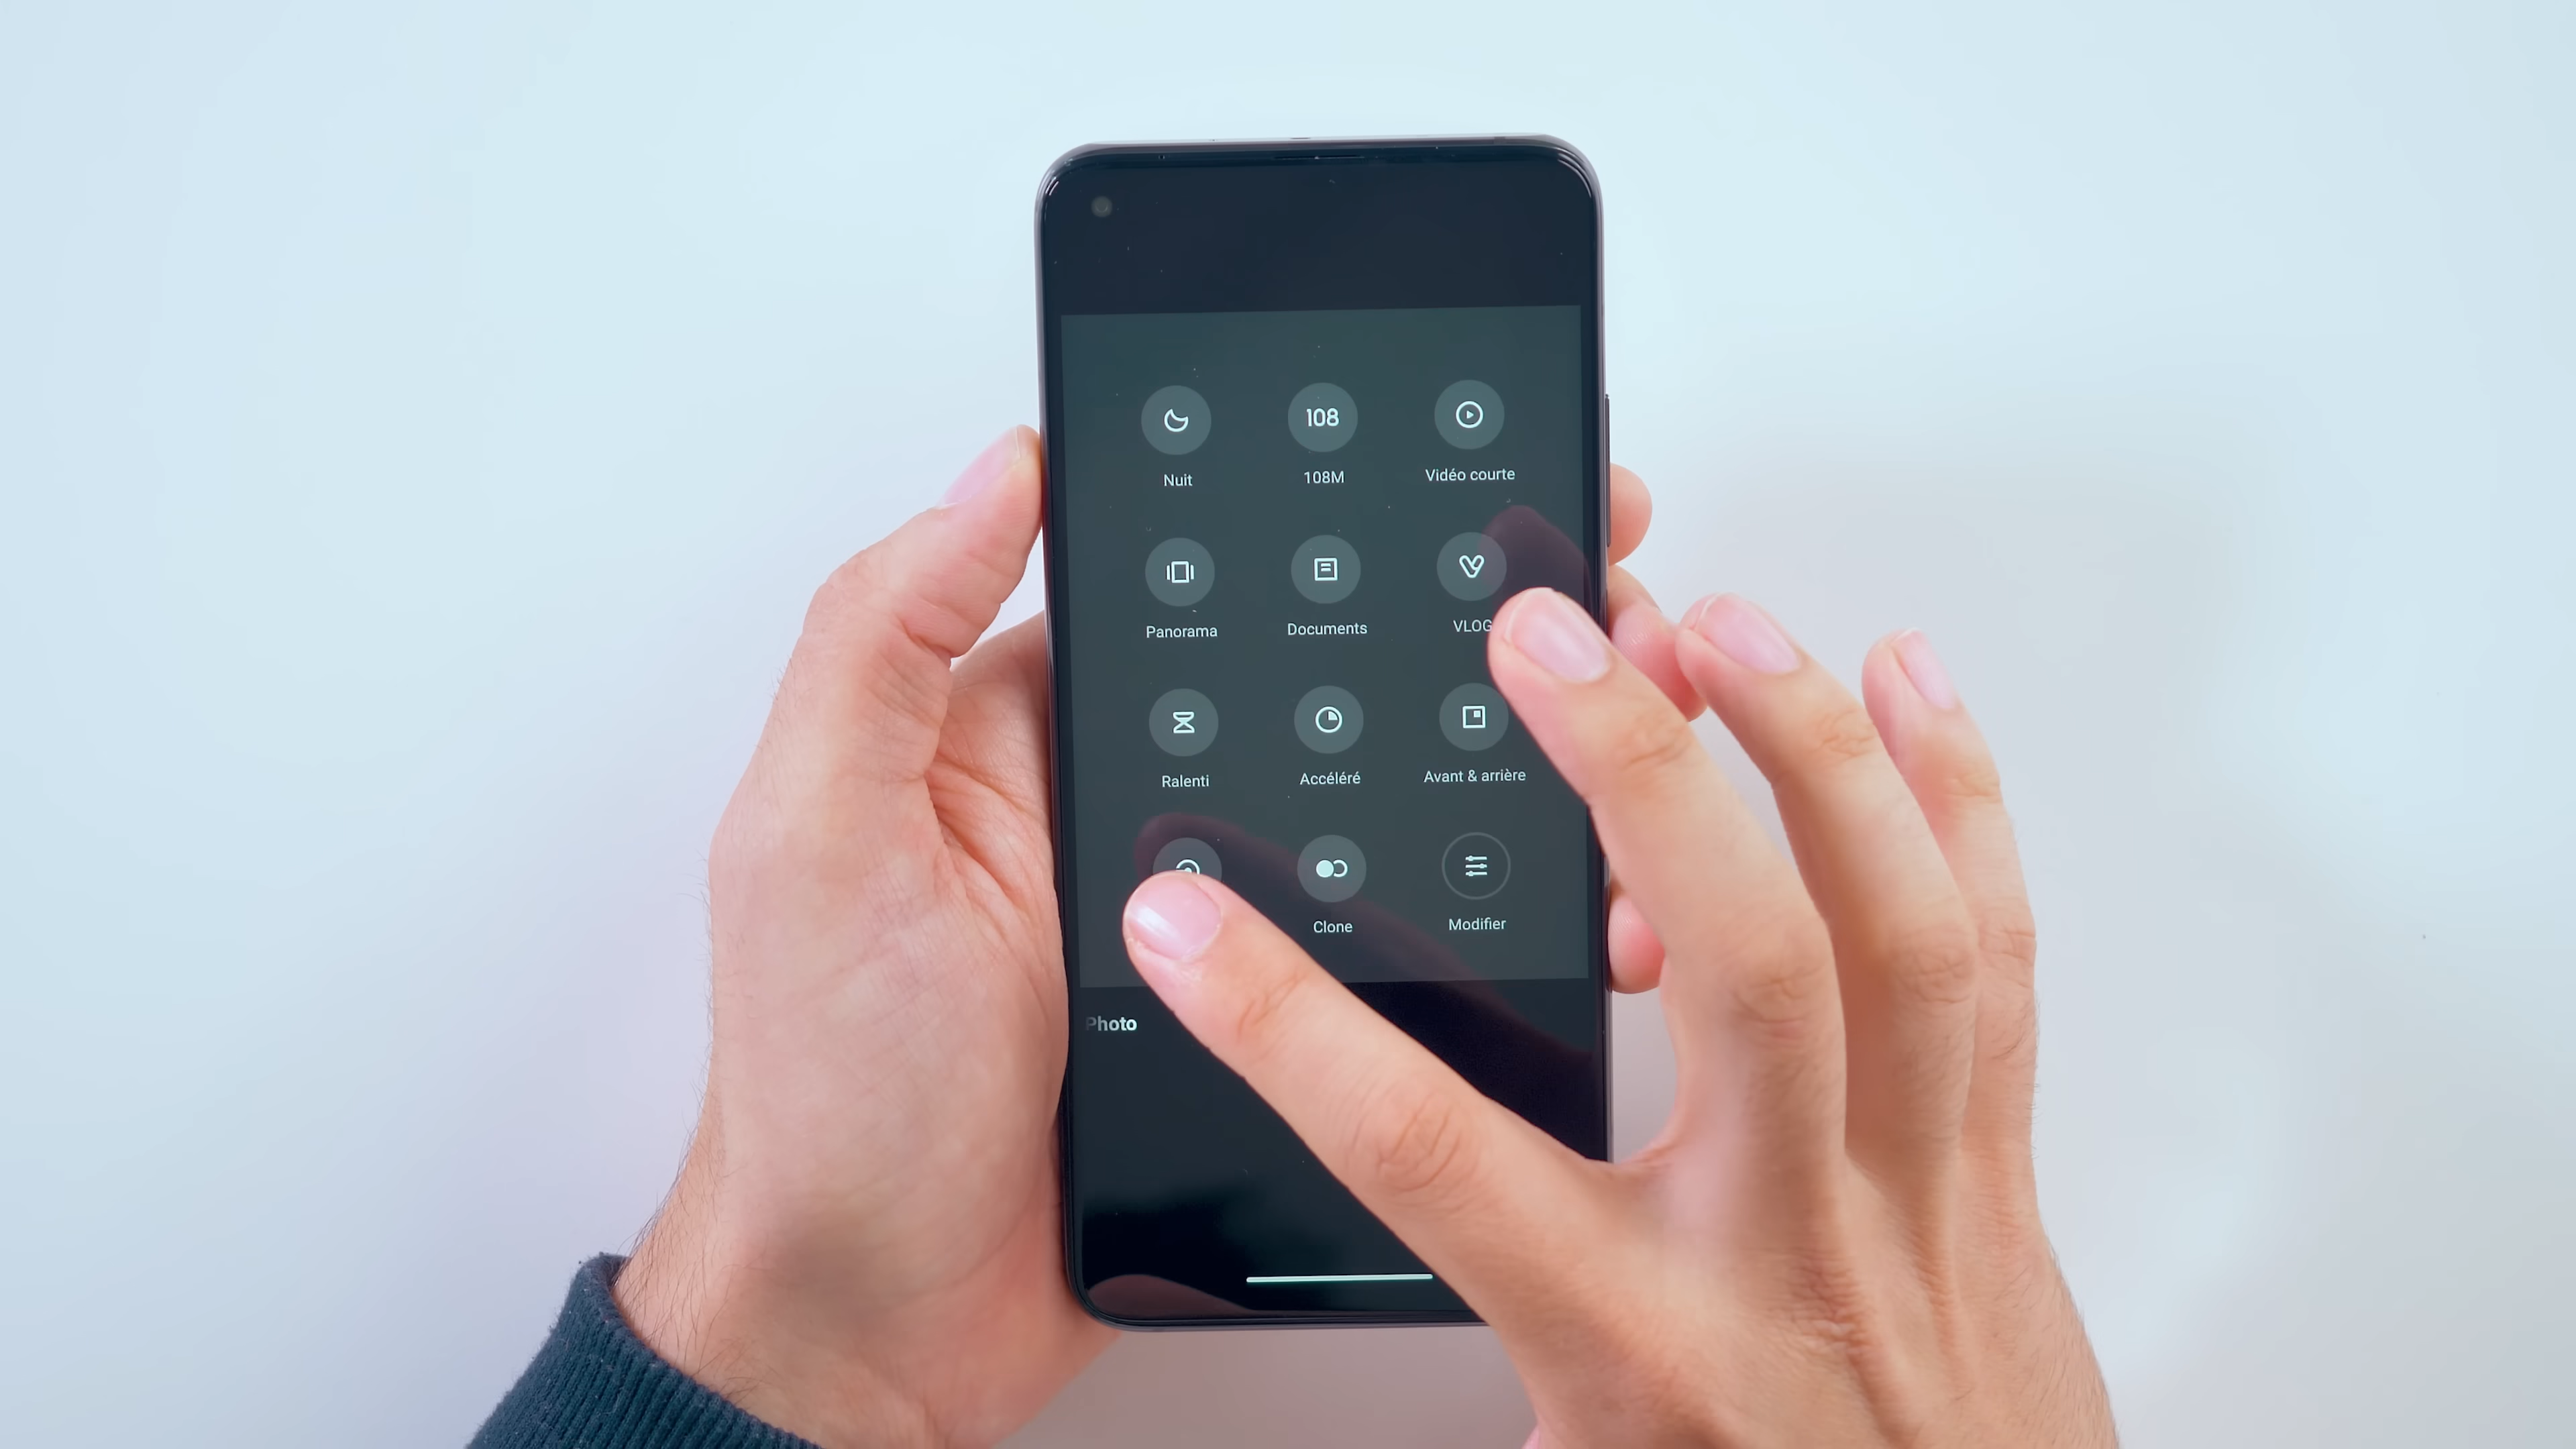 108
Nuit
108M
Vidéo courte
Panorama
Documents
VLOG
Ralenti
Accéléré
Avant & arrière
Clone
Modifier
Photo